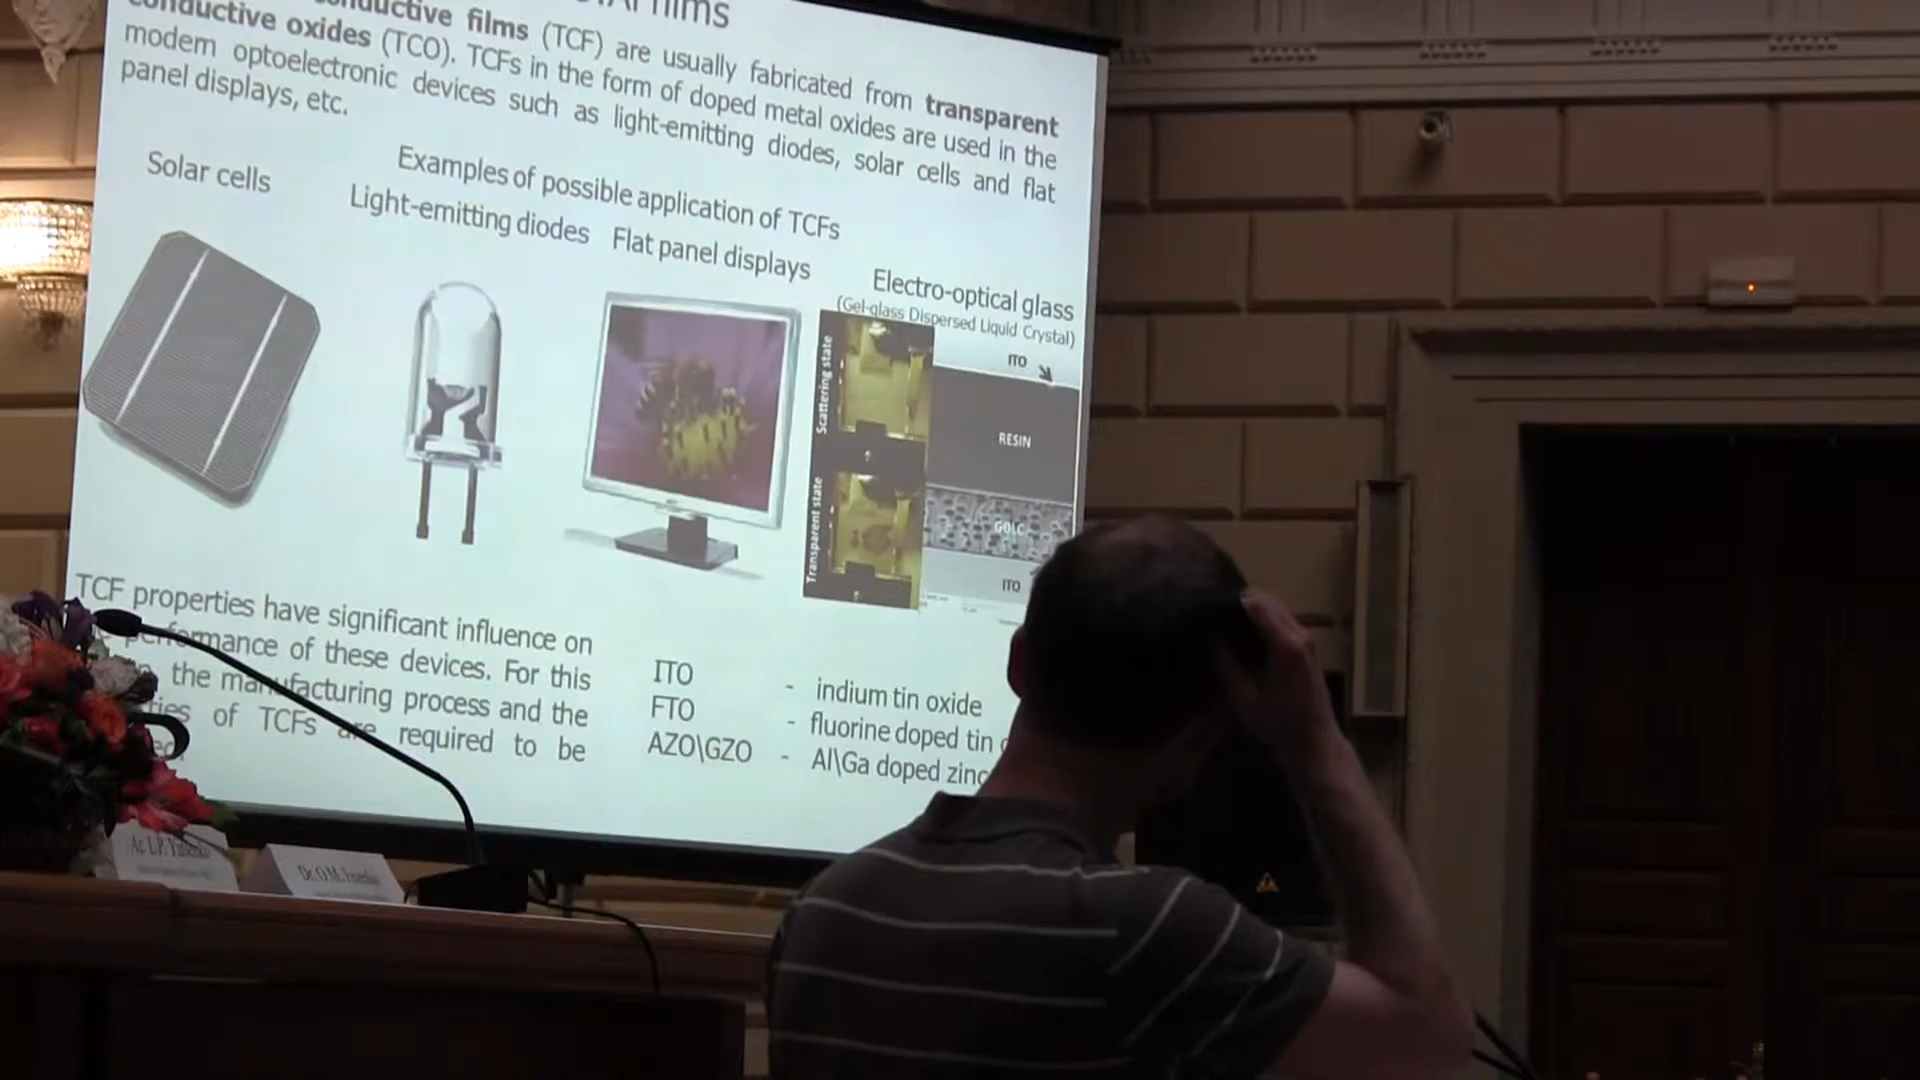 films
conductive films (TCF) are usually fabricated from transparent
conductive oxides (TCO). TCFs in the form of doped metal oxides are used in the
modern optoelectronic devices such as light-emitting diodes, solar cells and flat
panel displays, etc.
Examples of possible application of TCFs
Solar cells
Light-emitting diodes
Flat panel displays
Electro-optical glass
(Gel-glass Dispersed Liquid Crystal)
Scattering state
Transparent state
ITO
RESIN
GDLC
ITO
TCF properties have significant influence on
performance of these devices. For this
the manufacturing process and the
of TCFs are required to be
ITO - indium tin oxide
FTO - fluorine doped tin
AZO\GZO - Al\Ga doped zinc
Ac. I.P.
Dr. O.M.